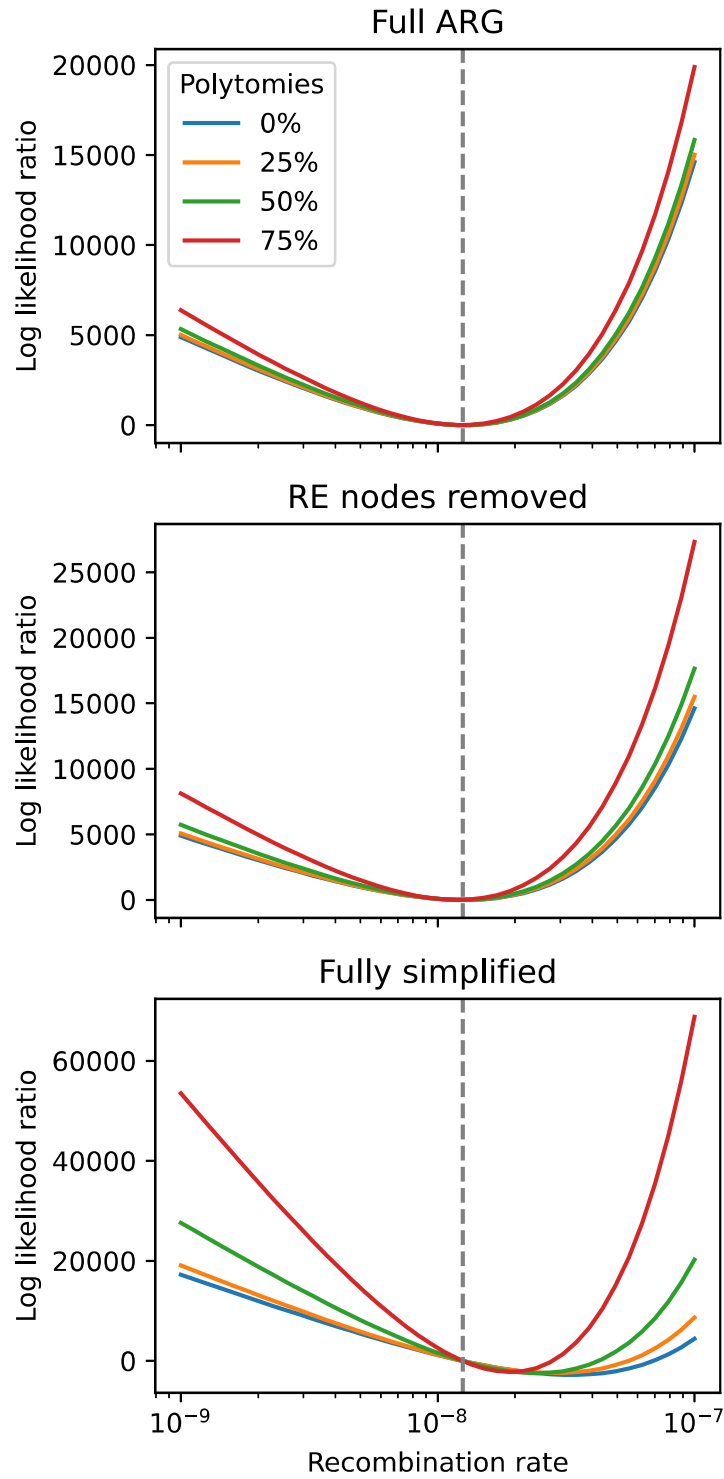 Full ARG
Log likelihood ratio
20000
15000
10000
5000
0
Polytomies
0%
25%
50%
75%
RE nodes removed
Log likelihood ratio
25000
20000
15000
10000
5000
0
Fully simplified
Log likelihood ratio
60000
40000
20000
0
10⁻⁹
10⁻⁸
10⁻⁷
Recombination rate